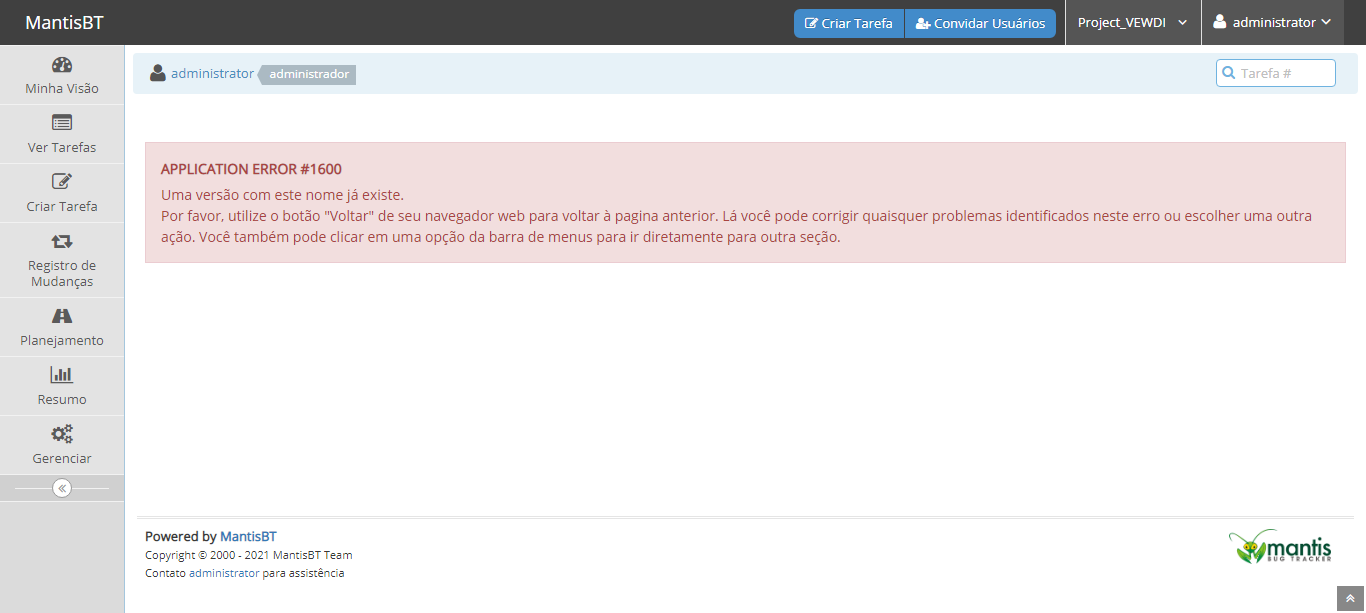 MantisBT
Criar Tarefa
Convidar Usuários
Project_VEWDI
administrator
Minha Visão
Ver Tarefas
Criar Tarefa
Registro de
Mudanças
Planejamento
Resumo
Gerenciar
administrator administrador
Tarefa #
APPLICATION ERROR #1600
Uma versão com este nome já existe.
Por favor, utilize o botão "Voltar" de seu navegador web para voltar à pagina anterior. Lá você pode corrigir quaisquer problemas identificados neste erro ou escolher uma outra
ação. Você também pode clicar em uma opção da barra de menus para ir diretamente para outra seção.
Powered by MantisBT
Copyright © 2000 - 2021 MantisBT Team
Contato administrator para assistência
mantis
BUG TRACKER